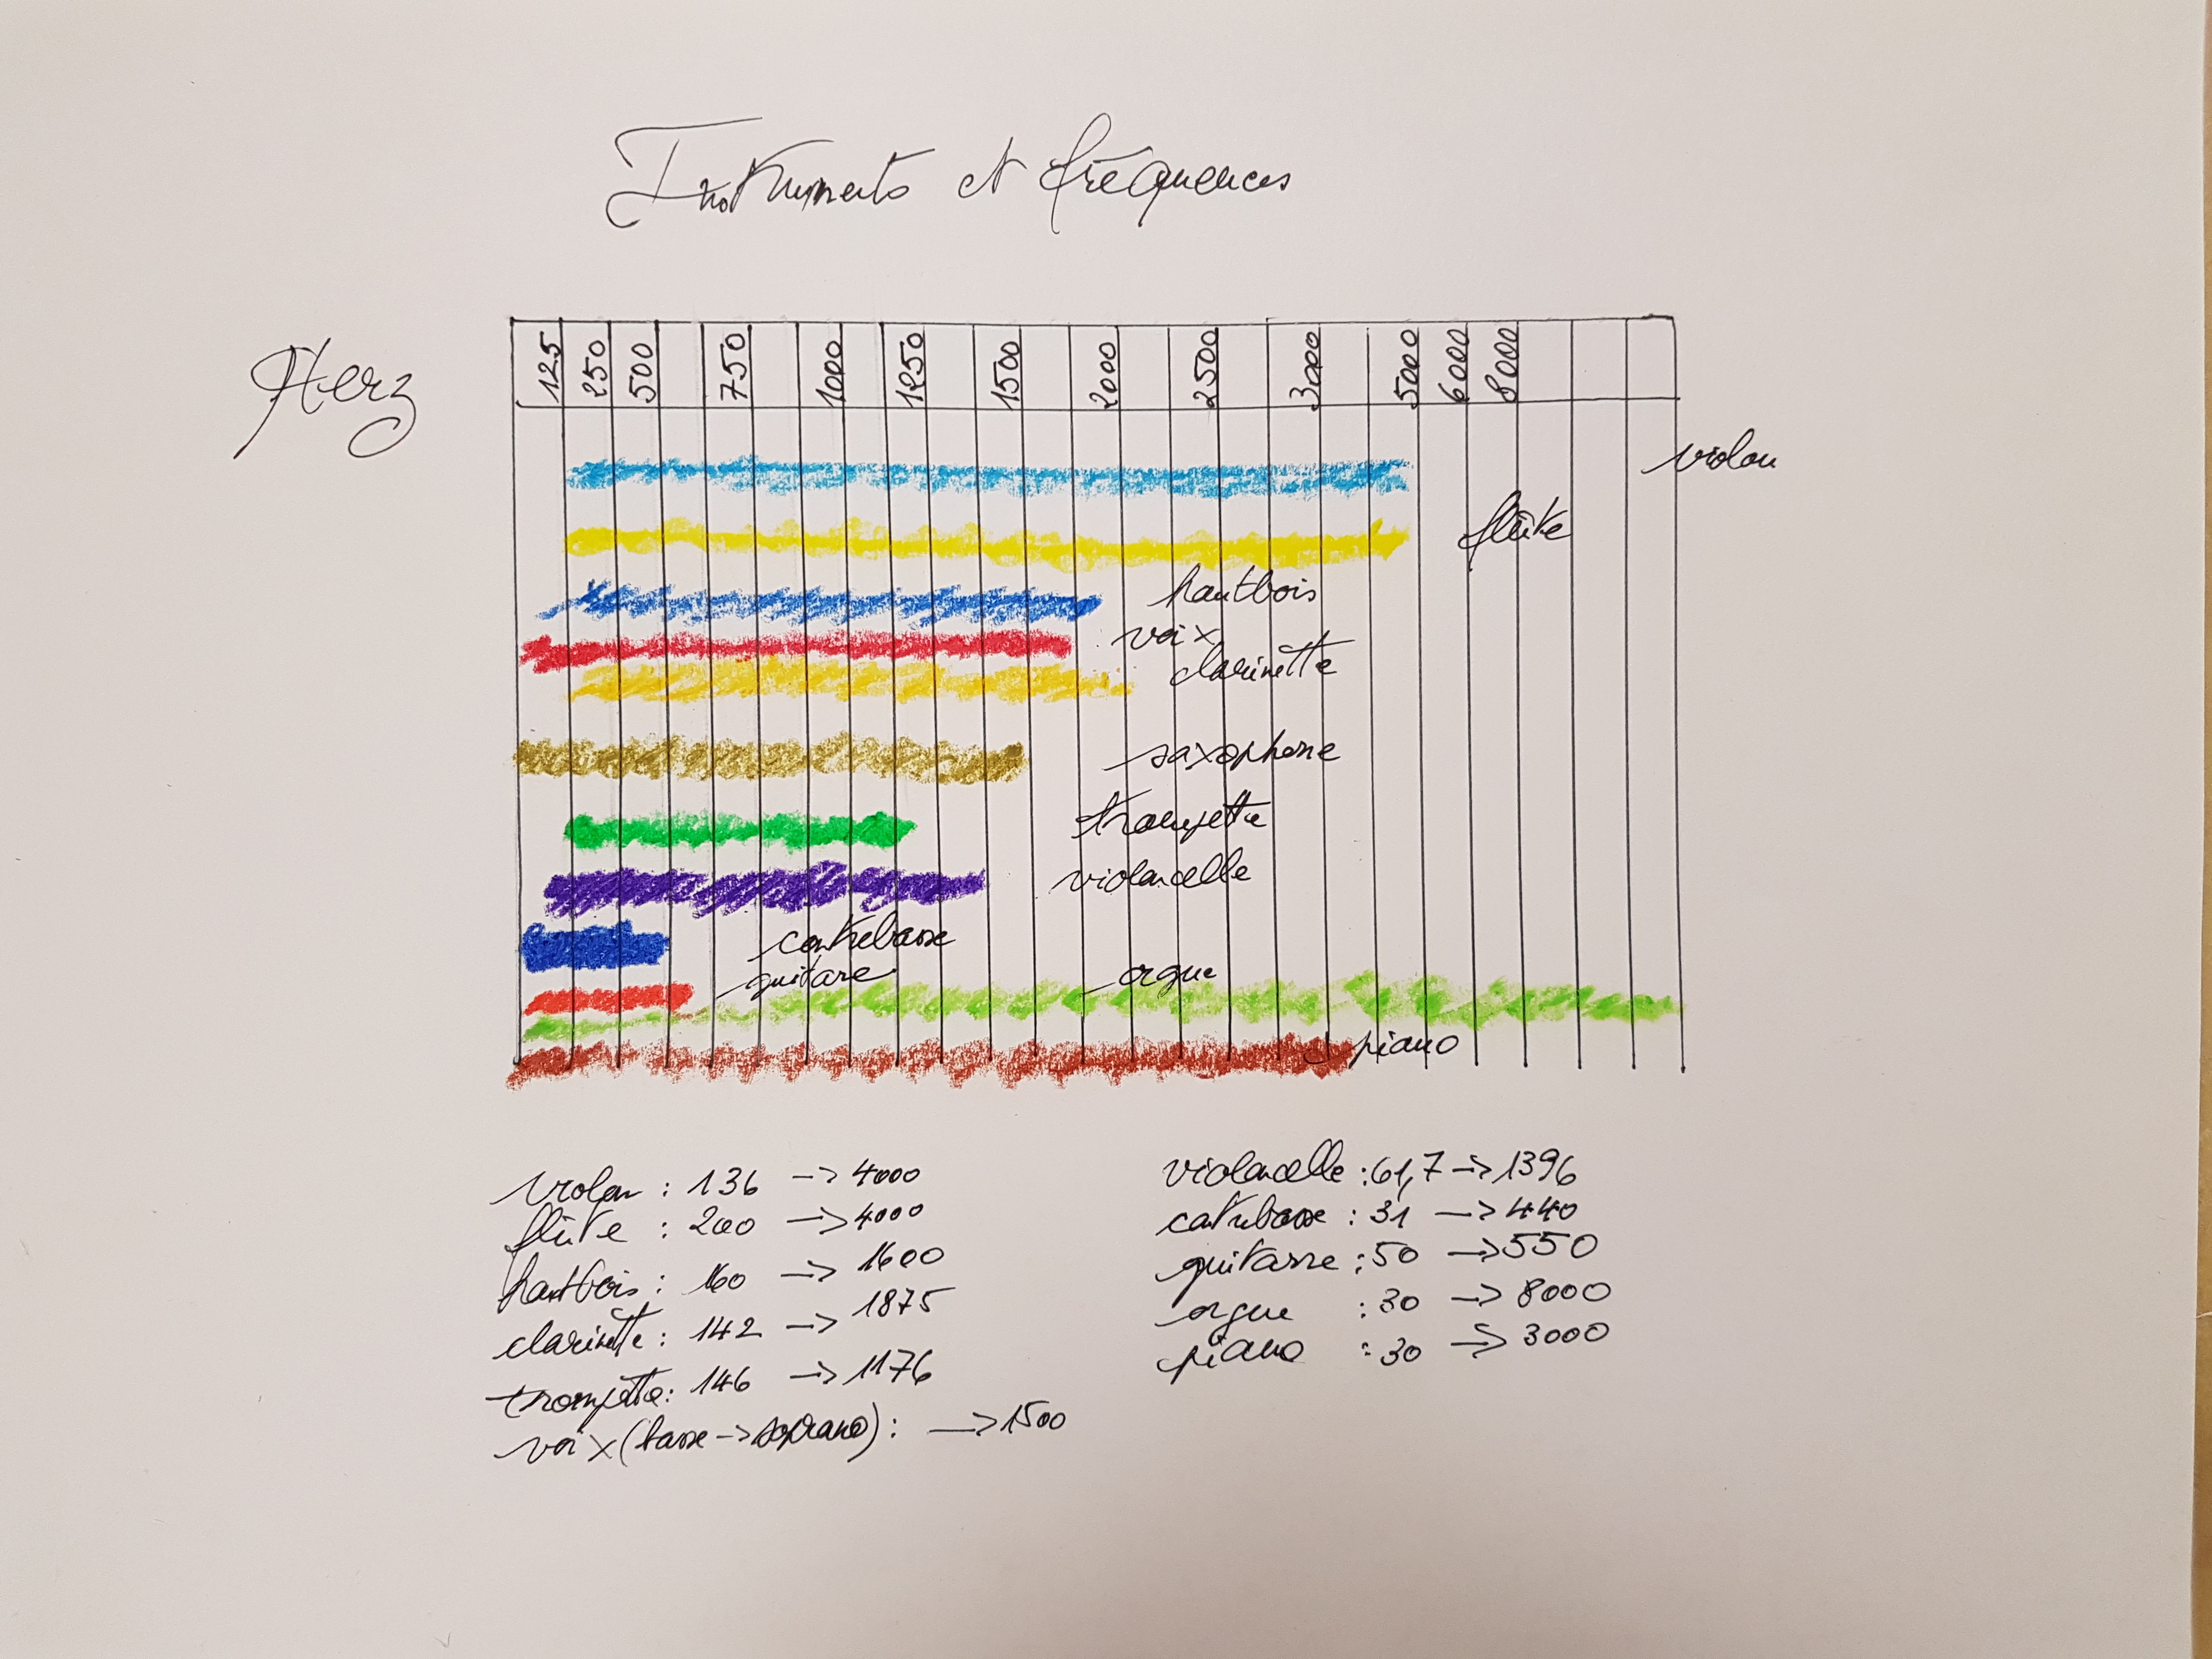 Instruments et fréquences
Herz
125 250 500 750 1000 1250 1500 2000 2500 3000 5000 6000 8000
violon
flûte
hautbois
voix
clarinette
saxophone
trompette
violoncelle
contrebasse
guitare
orgue
piano
violon : 136 -> 4000
flûte : 200 -> 4000
hautbois : 160 -> 1600
clarinette : 142 -> 1875
trompette : 146 -> 1176
voix (basse -> soprano) : -> 1500
violoncelle : 61,7 -> 1396
contrebasse : 31 -> 440
guitare : 50 -> 550
orgue : 30 -> 8000
piano : 30 -> 3000